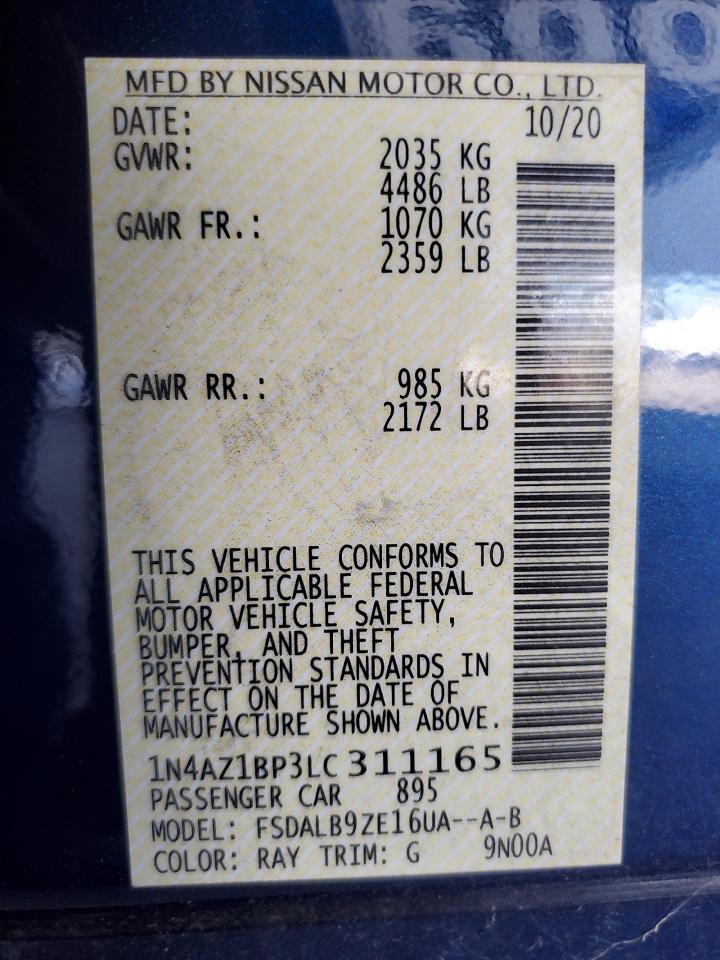 MFD BY NISSAN MOTOR CO., LTD.
DATE: 10/20
GVWR: 2035 KG
4486 LB
GAWR FR.: 1070 KG
2359 LB
GAWR RR.: 985 KG
2172 LB
THIS VEHICLE CONFORMS TO
ALL APPLICABLE FEDERAL
MOTOR VEHICLE SAFETY,
BUMPER, AND THEFT
PREVENTION STANDARDS IN
EFFECT ON THE DATE OF
MANUFACTURE SHOWN ABOVE.
1N4AZ1BP3LC311165
PASSENGER CAR 895
MODEL: FSDALB9ZE16UA--A-B
COLOR: RAY TRIM: G 9N00A